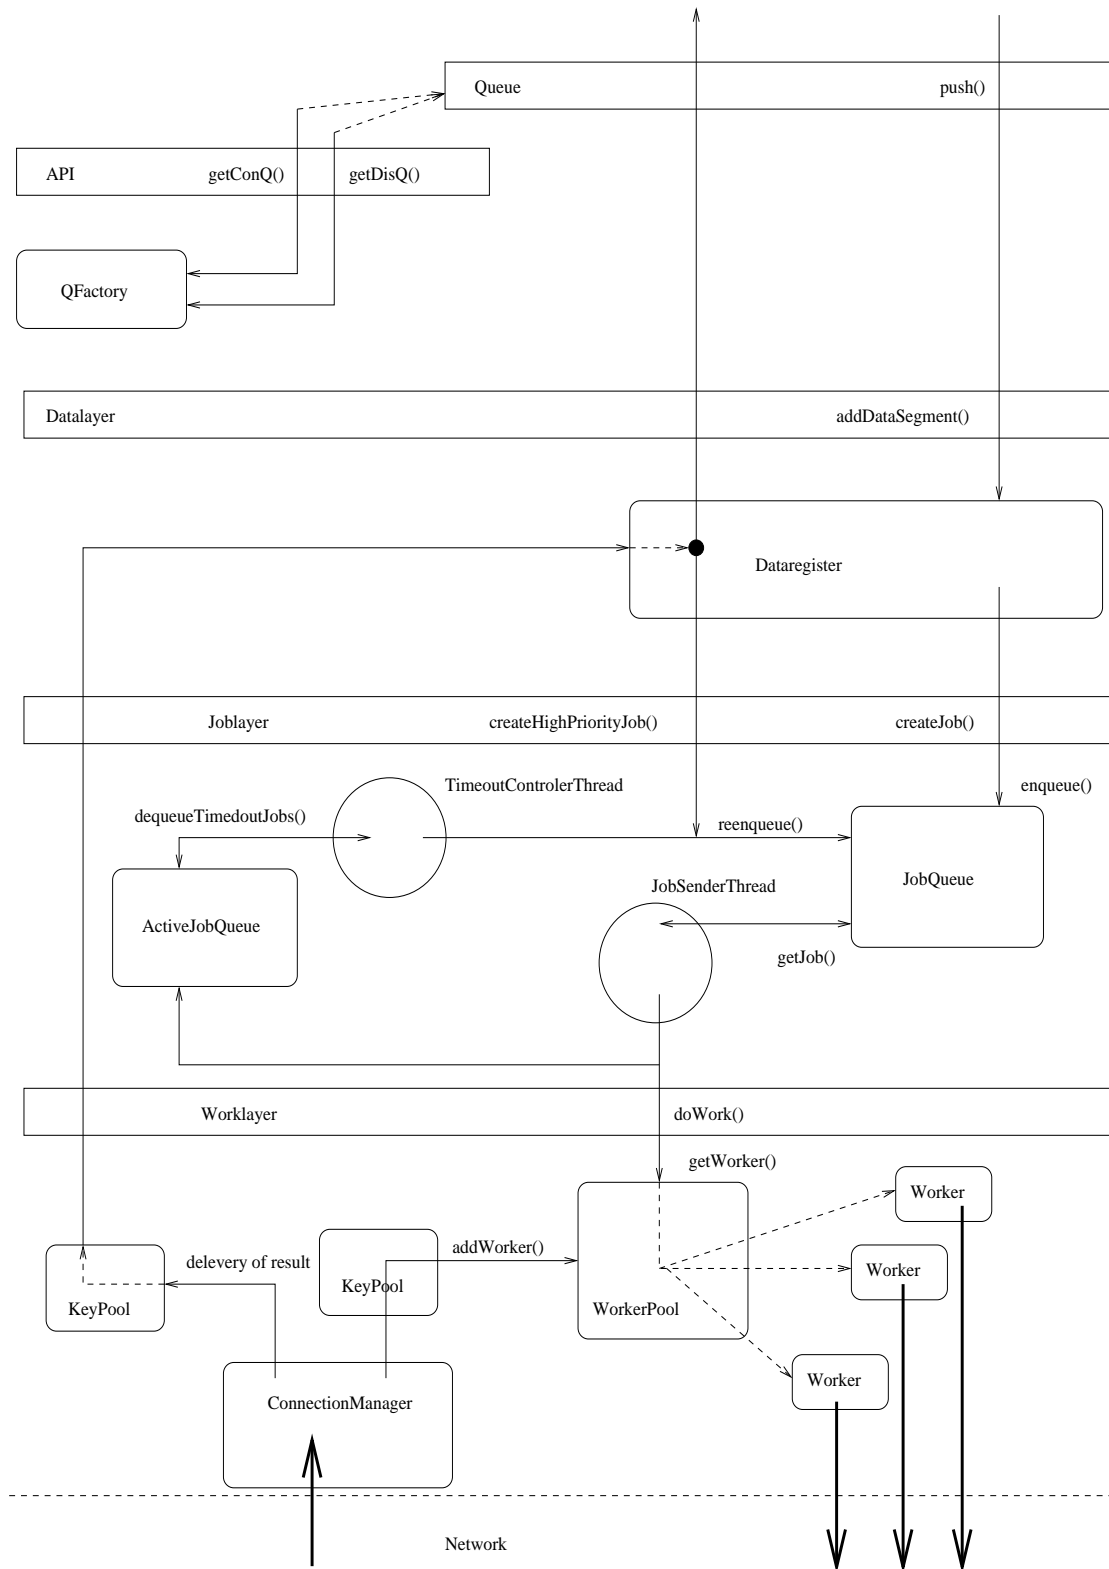 Queue
push()
API
getConQ()
getDisQ()
QFactory
Datalayer
addDataSegment()
Dataregister
Joblayer
createHighPriorityJob()
createJob()
TimeoutControlerThread
enqueue()
dequeueTimedoutJobs()
reenqueue()
JobSenderThread
JobQueue
ActiveJobQueue
getJob()
Worklayer
doWork()
getWorker()
Worker
addWorker()
delevery of result
Worker
KeyPool
KeyPool
WorkerPool
Worker
ConnectionManager
Network